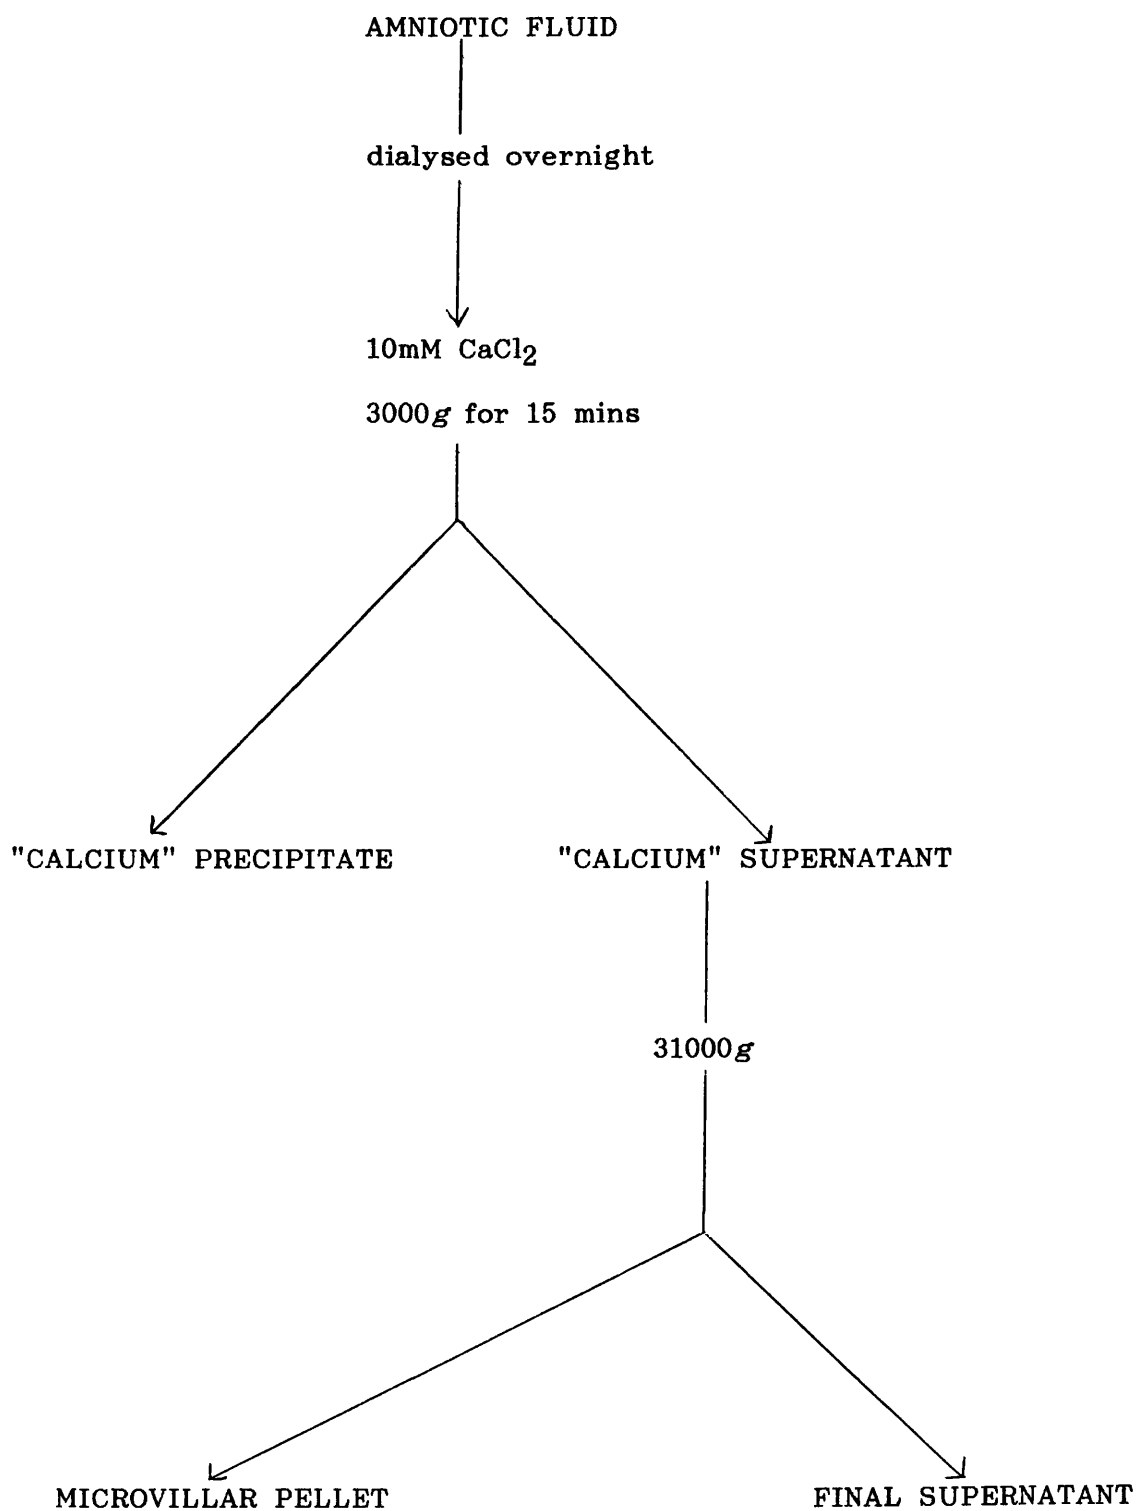 AMNIOTIC FLUID
dialysed overnight
10mM CaCl2
3000g for 15 mins
"CALCIUM" PRECIPITATE
"CALCIUM" SUPERNATANT
31000g
MICROVILLAR PELLET
FINAL SUPERNATANT